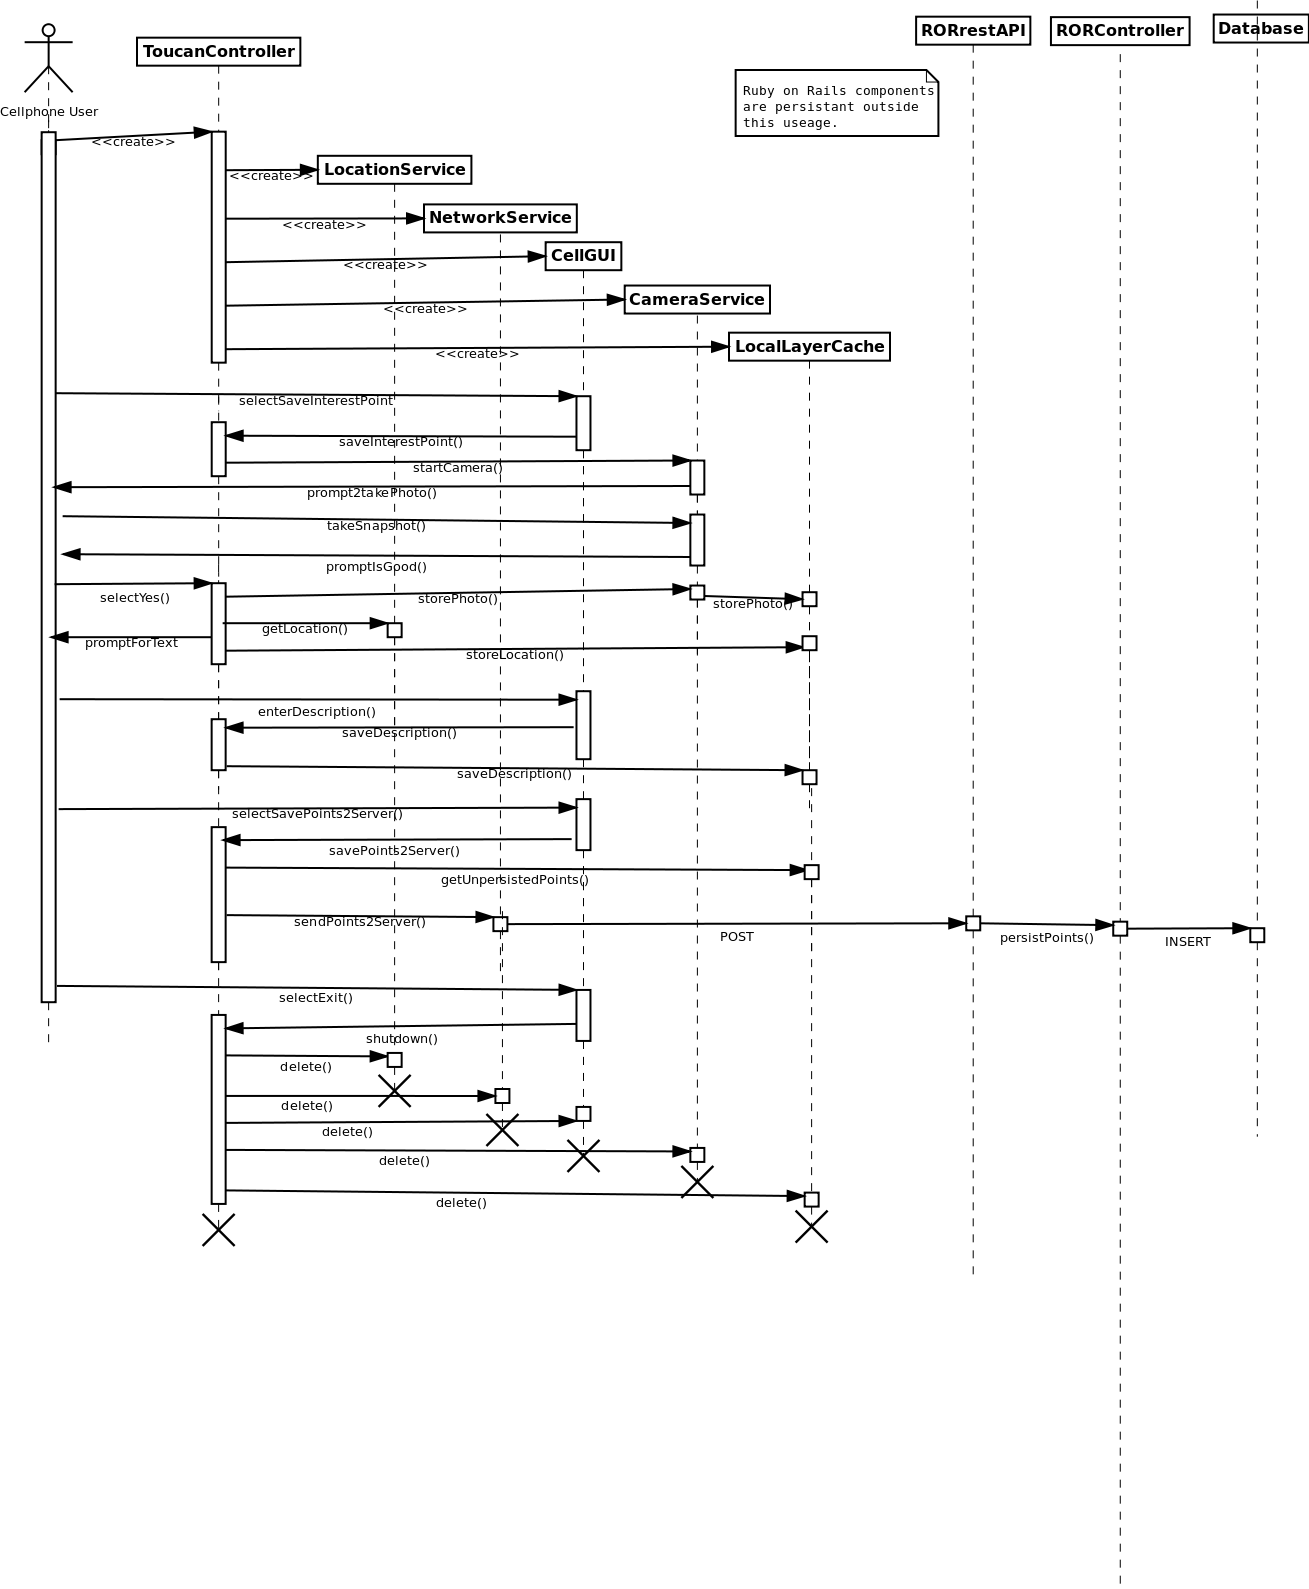 RORrestAPI
RORController
Database
ToucanController
Ruby on Rails components
are persistant outside
this useage.
Cellphone User
<<create>>
LocationService
<<create>>
NetworkService
<<create>>
CellGUI
<<create>>
CameraService
<<create>>
LocalLayerCache
<<create>>
selectSaveInterestPoint
saveInterestPoint()
startCamera()
prompt2takePhoto()
takeSnapshot()
promptIsGood()
selectYes()
storePhoto()
storePhoto()
getLocation()
promptForText
storeLocation()
enterDescription()
saveDescription()
saveDescription()
selectSavePoints2Server()
savePoints2Server()
getUnpersistedPoints()
sendPoints2Server()
POST
persistPoints()
INSERT
selectExit()
shutdown()
delete()
delete()
delete()
delete()
delete()